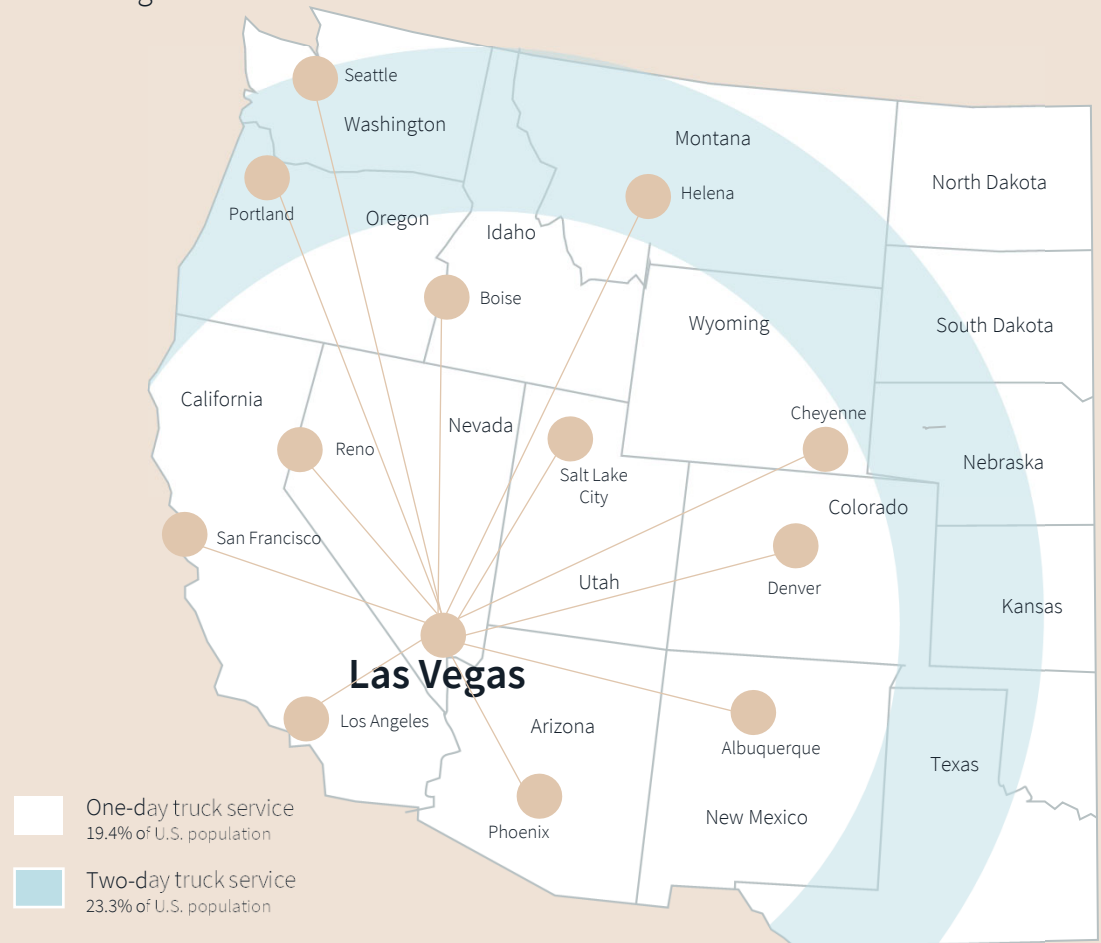 Seattle
Washington
Montana
North Dakota
Helena
Portland
Oregon
Idaho
Boise
Wyoming
South Dakota
California
Cheyenne
Nevada
Reno
Nebraska
Salt Lake
City
Colorado
San Francisco
Utah
Denver
Kansas
Las Vegas
Los Angeles
Arizona
Albuquerque
Texas
One-day truck service
19.4% of U.S. population
New Mexico
Phoenix
Two-day truck service
23.3% of U.S. population